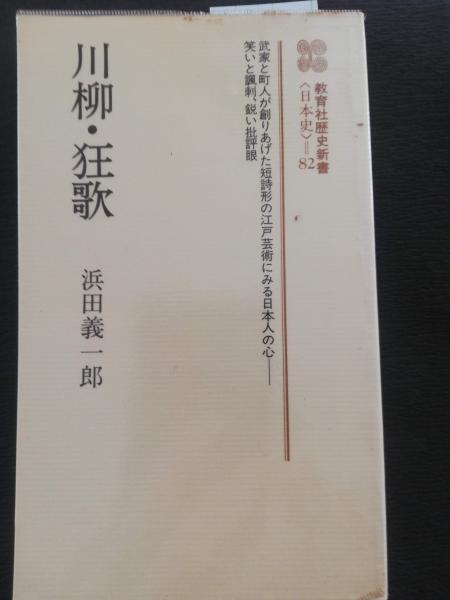 教育社歴史新書
〈日本史〉=82
武家と町人が創りあげた短詩形の江戸芸術にみる日本人の心——
笑いと諷刺、鋭い批評眼
川柳・狂歌
浜田義一郎